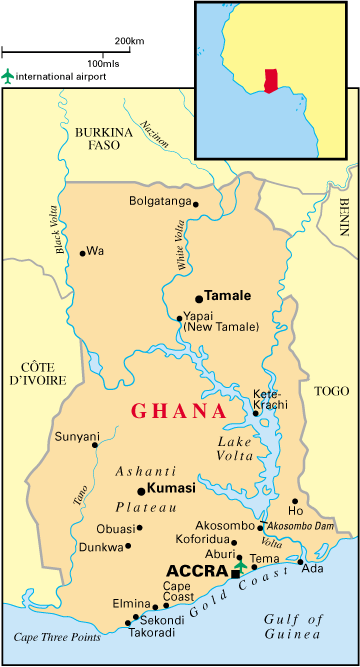 200km
100mls
international airport
BURKINA
FASO
Nazinon
BENIN
Bolgatanga
Black Volta
White Volta
Wa
Tamale
Yapai
(New Tamale)
CÔTE
D'IVOIRE
TOGO
Kete-
Krachi
GHANA
Sunyani
Lake
Volta
Ashanti
Plateau
Kumasi
Tano
Ho
Obuasi
Akosombo
Akosombo Dam
Koforidua
Volta
Dunkwa
Aburi
Tema
ACCRA
Ada
Cape
Coast
Gold Coast
Elmina
Sekondi
Takoradi
Cape Three Points
Gulf of
Guinea